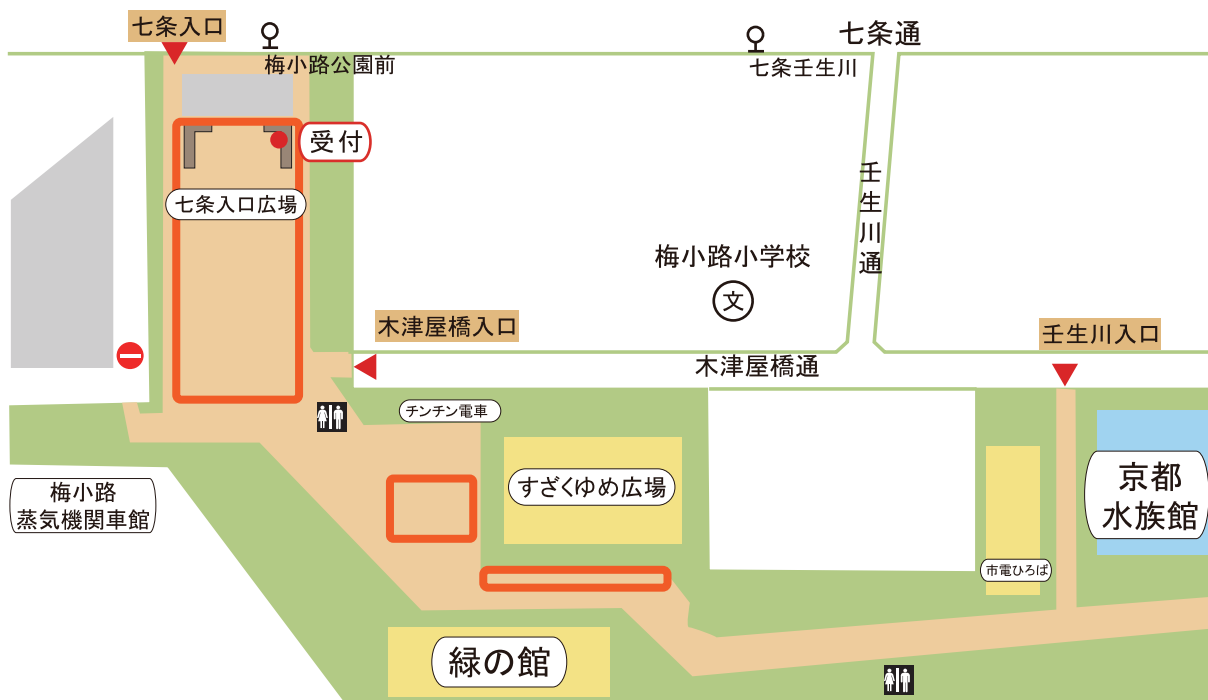 七条入口
七条通
梅小路公園前
七条壬生川
受付
七条入口広場
壬生川通
梅小路小学校
文
木津屋橋入口
壬生川入口
木津屋橋通
チンチン電車
すざくゆめ広場
京都
水族館
梅小路
蒸気機関車館
市電ひろば
緑の館